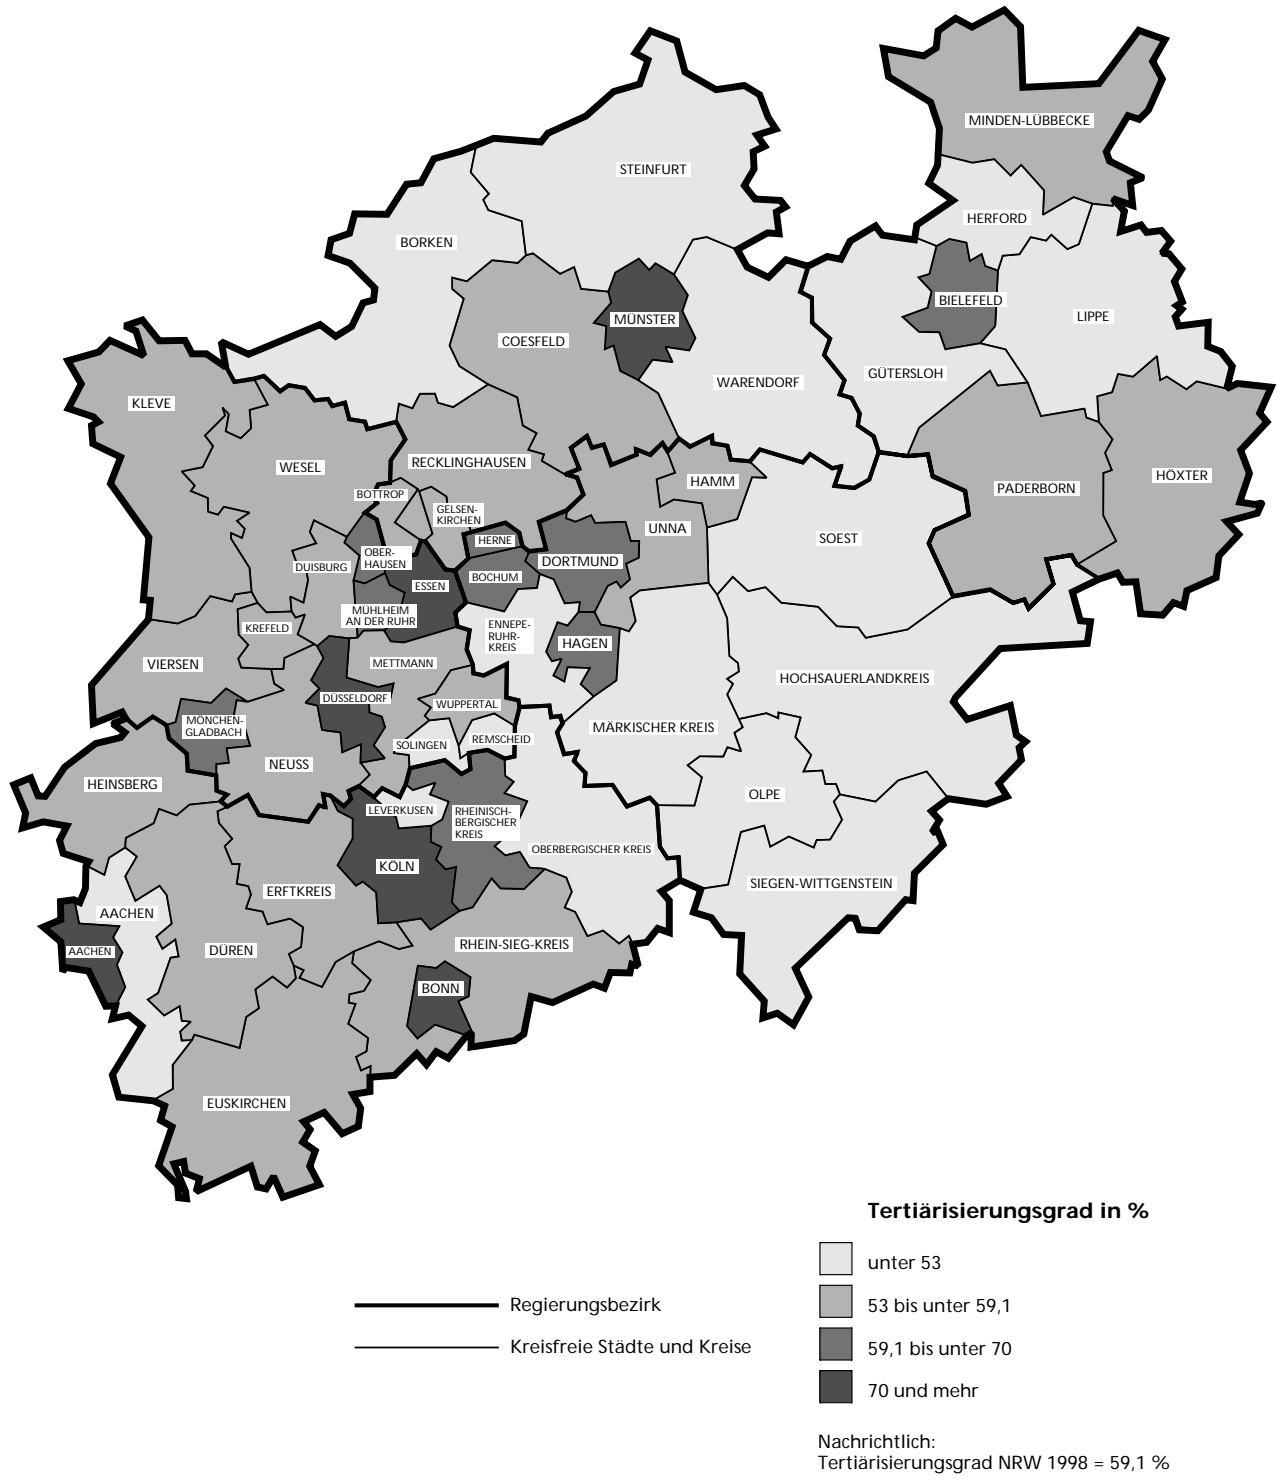 MINDEN-LÜBBECKE
STEINFURT
HERFORD
BORKEN
BIELEFELD
LIPPE
MÜNSTER
COESFELD
GÜTERSLOH
WARENDORF
KLEVE
RECKLINGHAUSEN
WESEL
HÖXTER
HAMM
PADERBORN
BOTTROP
GELSEN-
KIRCHEN
UNNA
SOEST
HERNE
OBER-
HAUSEN
DORTMUND
DUISBURG
BOCHUM
ESSEN
MÜHLHEIM
AN DER RUHR
KREFELD
ENNEPE-
RUHR-
KREIS
HAGEN
VIERSEN
METTMANN
HOCHSAUERLANDKREIS
DÜSSELDORF
WUPPERTAL
MÖNCHEN-
GLADBACH
MÄRKISCHER KREIS
SOLINGEN
REMSCHEID
NEUSS
HEINSBERG
OLPE
LEVERKUSEN
RHEINISCH-
BERGISCHER
KREIS
OBERBERGISCHER KREIS
KÖLN
SIEGEN-WITTGENSTEIN
ERFTKREIS
AACHEN
RHEIN-SIEG-KREIS
AACHEN
DÜREN
BONN
EUSKIRCHEN
Tertiärisierungsgrad in %
unter 53
53 bis unter 59,1
59,1 bis unter 70
70 und mehr
Regierungsbezirk
Kreisfreie Städte und Kreise
Nachrichtlich:
Tertiärisierungsgrad NRW 1998 = 59,1 %